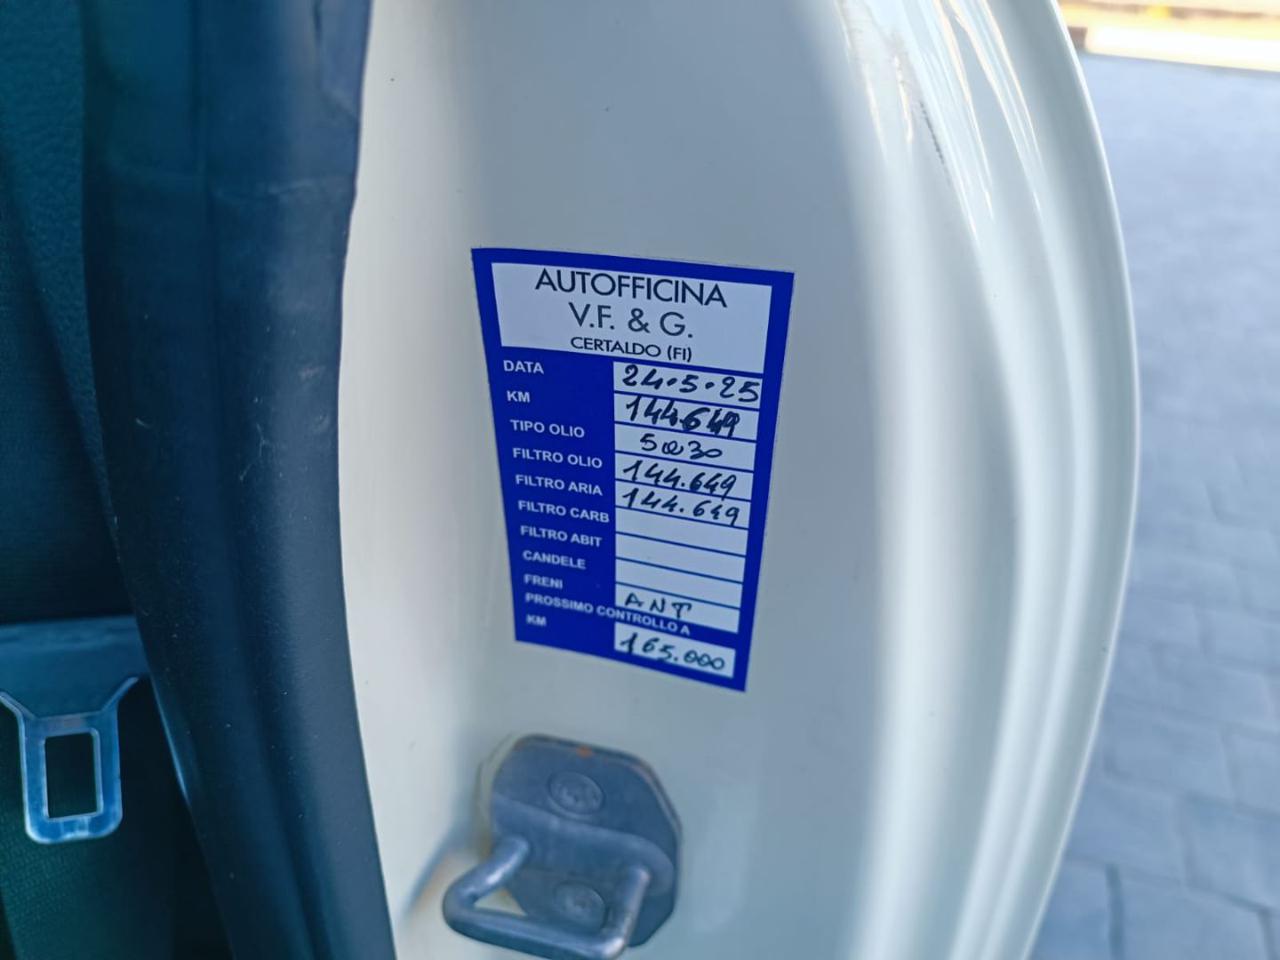 AUTOFFICINA
V.F. & G.
CERTALDO (FI)
DATA 24.5.25
KM 144.649
TIPO OLIO 5W30
FILTRO OLIO 144.649
FILTRO ARIA 144.649
FILTRO CARB
FILTRO ABIT
CANDELE
FRENI ANT
PROSSIMO CONTROLLO A
KM 165.000